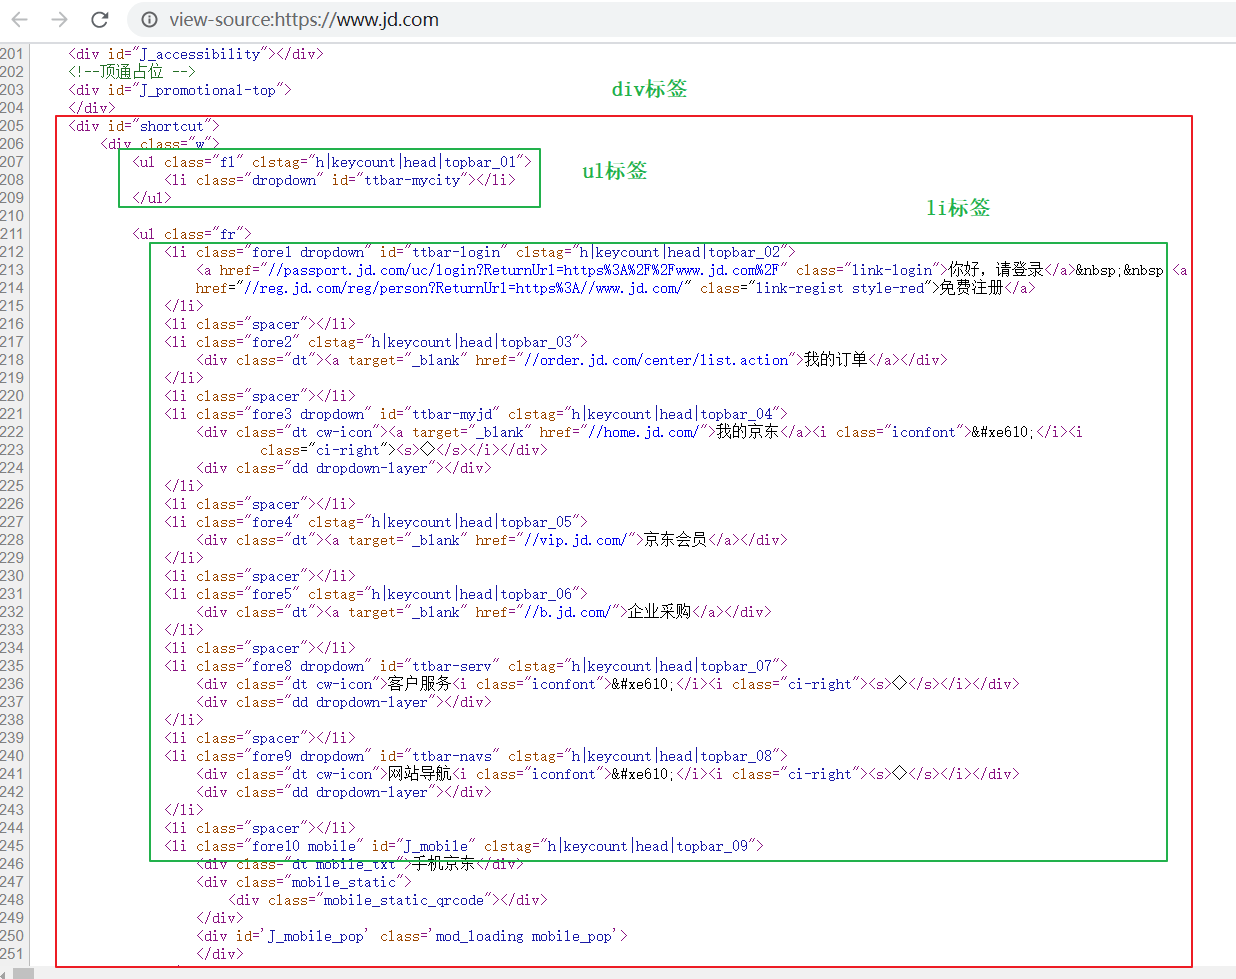 view-source:https://www.jd.com
201 <div id="J_accessibility"></div>
202 <!--顶通占位 -->
203 <div id="J_promotional-top">
div标签
204 </div>
205 <div id="shortcut">
206 <div class="w">
207 <ul class="fl" clstag="h|keycount|head|topbar_01">
ul标签
208 <li class="dropdown" id="ttbar-mycity"></li>
209 </ul>
li标签
210
211 <ul class="fr">
212 <li class="fore1 dropdown" id="ttbar-login" clstag="h|keycount|head|topbar_02">
213 <a href="//passport.jd.com/uc/login?ReturnUrl=https%3A%2F%2Fwww.jd.com%2F" class="link-login">你好，请登录</a>&nbsp;&nbsp <a
214 href="//reg.jd.com/reg/person?ReturnUrl=https%3A//www.jd.com/" class="link-regist style-red">免费注册</a>
215 </li>
216 <li class="spacer"></li>
217 <li class="fore2" clstag="h|keycount|head|topbar_03">
218 <div class="dt"><a target="_blank" href="//order.jd.com/center/list.action">我的订单</a></div>
219 </li>
220 <li class="spacer"></li>
221 <li class="fore3 dropdown" id="ttbar-myjd" clstag="h|keycount|head|topbar_04">
222 <div class="dt cw-icon"><a target="_blank" href="//home.jd.com/">我的京东</a><i class="iconfont">&#xe610;</i><i
223 class="ci-right"><s>◇</s></i></div>
224 <div class="dd dropdown-layer"></div>
225 </li>
226 <li class="spacer"></li>
227 <li class="fore4" clstag="h|keycount|head|topbar_05">
228 <div class="dt"><a target="_blank" href="//vip.jd.com/">京东会员</a></div>
229 </li>
230 <li class="spacer"></li>
231 <li class="fore5" clstag="h|keycount|head|topbar_06">
232 <div class="dt"><a target="_blank" href="//b.jd.com/">企业采购</a></div>
233 </li>
234 <li class="spacer"></li>
235 <li class="fore8 dropdown" id="ttbar-serv" clstag="h|keycount|head|topbar_07">
236 <div class="dt cw-icon">客户服务<i class="iconfont">&#xe610;</i><i class="ci-right"><s>◇</s></i></div>
237 <div class="dd dropdown-layer"></div>
238 </li>
239 <li class="spacer"></li>
240 <li class="fore9 dropdown" id="ttbar-navs" clstag="h|keycount|head|topbar_08">
241 <div class="dt cw-icon">网站导航<i class="iconfont">&#xe610;</i><i class="ci-right"><s>◇</s></i></div>
242 <div class="dd dropdown-layer"></div>
243 </li>
244 <li class="spacer"></li>
245 <li class="fore10 mobile" id="J_mobile" clstag="h|keycount|head|topbar_09">
246 <div class="dt mobile_txt">手机京东</div>
247 <div class="mobile_static">
248 <div class="mobile_static_qrcode"></div>
249 </div>
250 <div id='J_mobile_pop' class='mod_loading mobile_pop'>
251 </div>